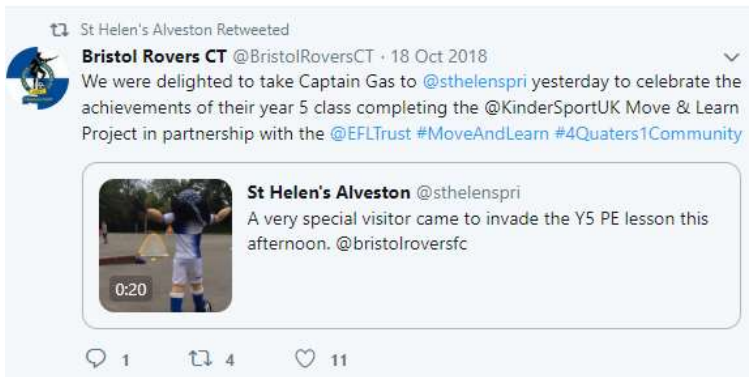 St Helen's Alveston Retweeted
Bristol Rovers CT @BristolRoversCT · 18 Oct 2018
We were delighted to take Captain Gas to @sthelenspri yesterday to celebrate the
achievements of their year 5 class completing the @KinderSportUK Move & Learn
Project in partnership with the @EFLTrust #MoveAndLearn #4Quaters1Community
St Helen's Alveston @sthelenspri
A very special visitor came to invade the Y5 PE lesson this
afternoon. @bristolroversfc
0:20
1 4 11